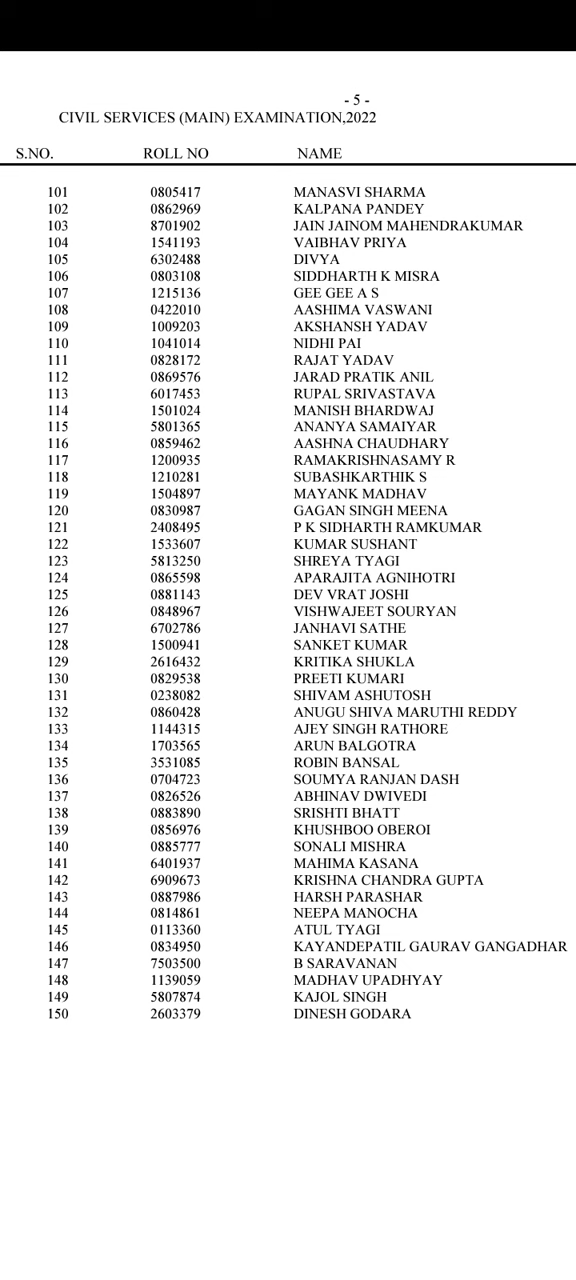 - 5 -
CIVIL SERVICES (MAIN) EXAMINATION,2022
S.NO. ROLL NO NAME
101 0805417 MANASVI SHARMA
102 0862969 KALPANA PANDEY
103 8701902 JAIN JAINOM MAHENDRAKUMAR
104 1541193 VAIBHAV PRIYA
105 6302488 DIVYA
106 0803108 SIDDHARTH K MISRA
107 1215136 GEE GEE A S
108 0422010 AASHIMA VASWANI
109 1009203 AKSHANSH YADAV
110 1041014 NIDHI PAI
111 0828172 RAJAT YADAV
112 0869576 JARAD PRATIK ANIL
113 6017453 RUPAL SRIVASTAVA
114 1501024 MANISH BHARDWAJ
115 5801365 ANANYA SAMAIYAR
116 0859462 AASHNA CHAUDHARY
117 1200935 RAMAKRISHNASAMY R
118 1210281 SUBASHKARTHIK S
119 1504897 MAYANK MADHAV
120 0830987 GAGAN SINGH MEENA
121 2408495 P K SIDHARTH RAMKUMAR
122 1533607 KUMAR SUSHANT
123 5813250 SHREYA TYAGI
124 0865598 APARAJITA AGNIHOTRI
125 0881143 DEV VRAT JOSHI
126 0848967 VISHWAJEET SOURYAN
127 6702786 JANHAVI SATHE
128 1500941 SANKET KUMAR
129 2616432 KRITIKA SHUKLA
130 0829538 PREETI KUMARI
131 0238082 SHIVAM ASHUTOSH
132 0860428 ANUGU SHIVA MARUTHI REDDY
133 1144315 AJEY SINGH RATHORE
134 1703565 ARUN BALGOTRA
135 3531085 ROBIN BANSAL
136 0704723 SOUMYA RANJAN DASH
137 0826526 ABHINAV DWIVEDI
138 0883890 SRISHTI BHATT
139 0856976 KHUSHBOO OBEROI
140 0885777 SONALI MISHRA
141 6401937 MAHIMA KASANA
142 6909673 KRISHNA CHANDRA GUPTA
143 0887986 HARSH PARASHAR
144 0814861 NEEPA MANOCHA
145 0113360 ATUL TYAGI
146 0834950 KAYANDEPATIL GAURAV GANGADHAR
147 7503500 B SARAVANAN
148 1139059 MADHAV UPADHYAY
149 5807874 KAJOL SINGH
150 2603379 DINESH GODARA